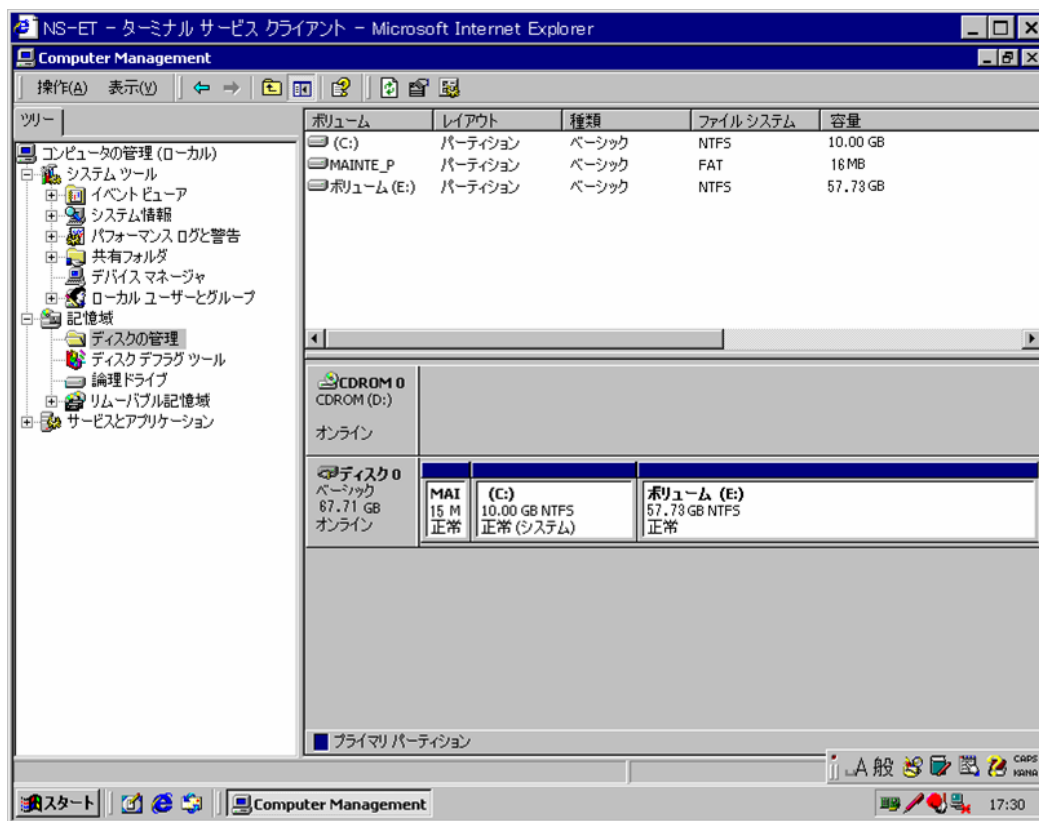 NS-ET - ターミナル サービス クライアント - Microsoft Internet Explorer
Computer Management
操作(A) 表示(V)
ツリー
コンピュータの管理 (ローカル)
システム ツール
イベント ビューア
システム情報
パフォーマンス ログと警告
共有フォルダ
デバイス マネージャ
ローカル ユーザーとグループ
記憶域
ディスクの管理
ディスク デフラグ ツール
論理ドライブ
リムーバブル記憶域
サービスとアプリケーション
ボリューム レイアウト 種類 ファイル システム 容量
(C:) パーティション ベーシック NTFS 10.00 GB
MAINTE_P パーティション ベーシック FAT 16 MB
ボリューム (E:) パーティション ベーシック NTFS 57.73 GB
CDROM 0
CDROM (D:)
オンライン
ディスク 0
ベーシック
67.71 GB
オンライン
MAI
15 M
正常
(C:)
10.00 GB NTFS
正常 (システム)
ボリューム (E:)
57.73 GB NTFS
正常
プライマリ パーティション
A 般
CAPS
KANA
スタート
Computer Management
17:30